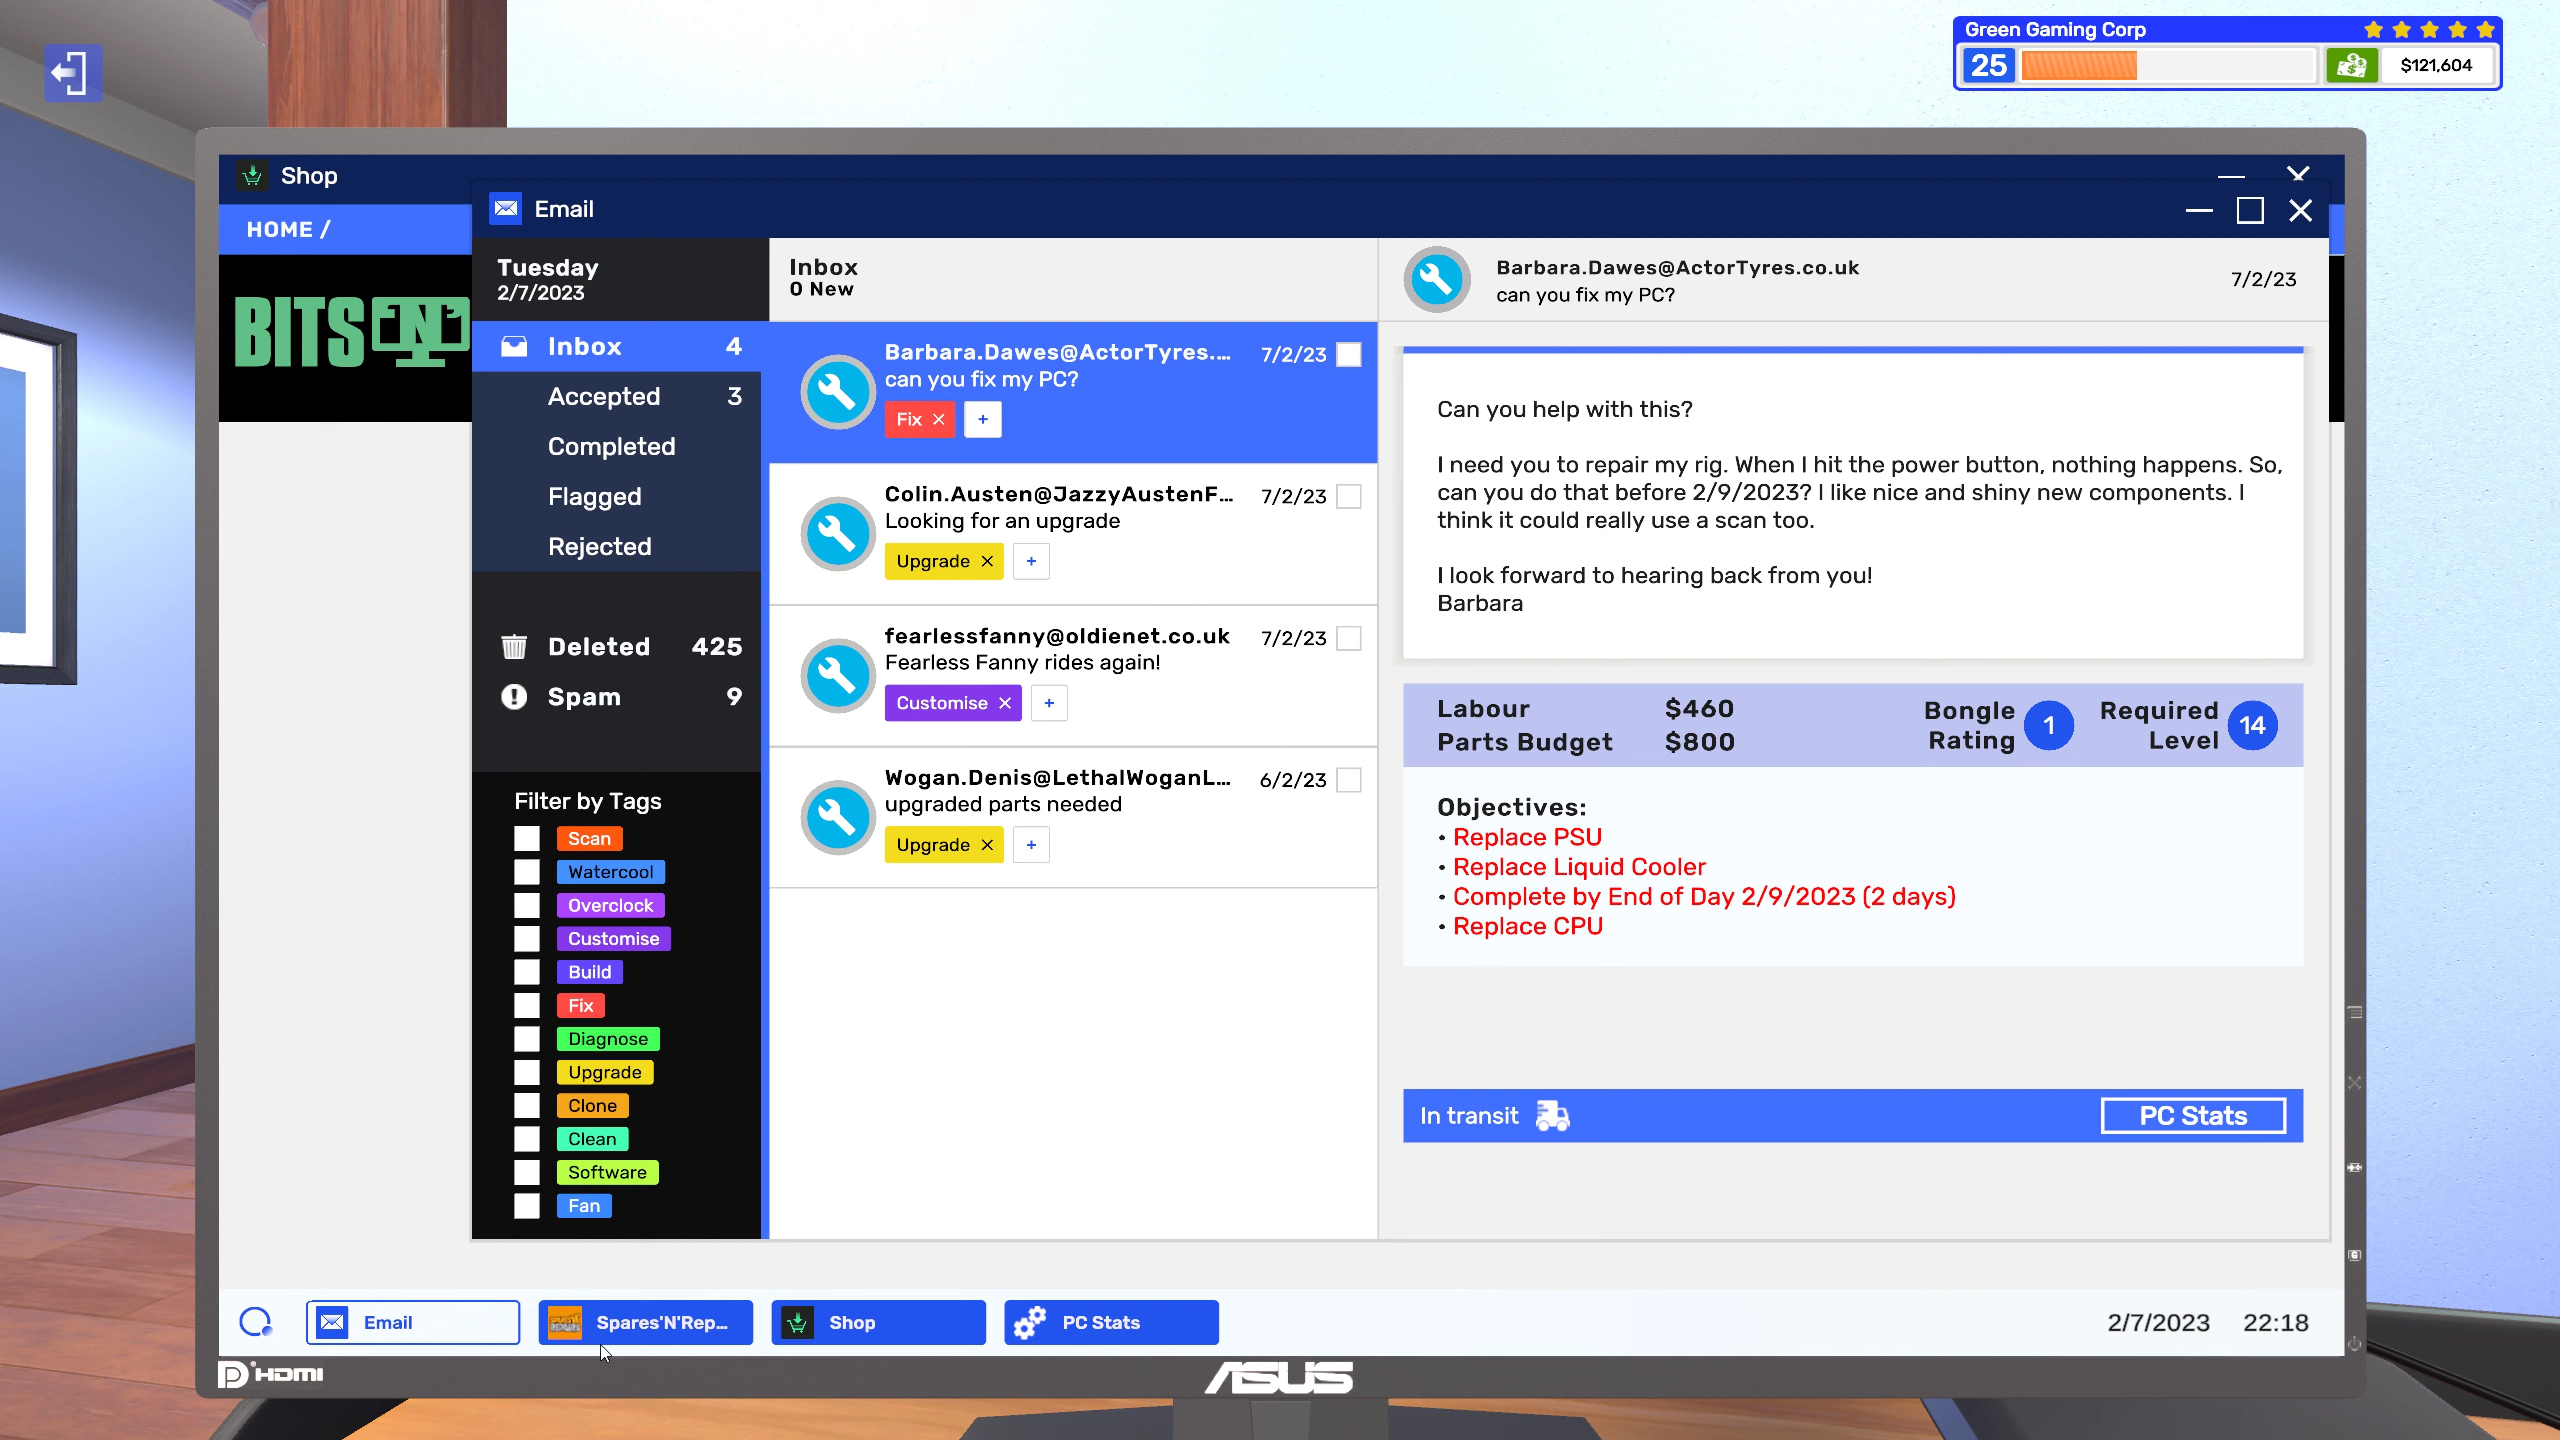 Green Gaming Corp
25
$121,604
Shop
HOME /
BITS'N'
Email
Tuesday
2/7/2023
Inbox 4
Accepted 3
Completed
Flagged
Rejected
Deleted 425
Spam 9
Filter by Tags
Scan
Watercool
Overclock
Customise
Build
Fix
Diagnose
Upgrade
Clone
Clean
Software
Fan
Inbox
0 New
Barbara.Dawes@ActorTyres.... 7/2/23
can you fix my PC?
Fix × +
Colin.Austen@JazzyAustenF... 7/2/23
Looking for an upgrade
Upgrade × +
fearlessfanny@oldienet.co.uk 7/2/23
Fearless Fanny rides again!
Customise × +
Wogan.Denis@LethalWoganL... 6/2/23
upgraded parts needed
Upgrade × +
Barbara.Dawes@ActorTyres.co.uk
can you fix my PC?
7/2/23
Can you help with this?
I need you to repair my rig. When I hit the power button, nothing happens. So,
can you do that before 2/9/2023? I like nice and shiny new components. I
think it could really use a scan too.
I look forward to hearing back from you!
Barbara
Labour $460
Parts Budget $800
Bongle Rating 1
Required Level 14
Objectives:
• Replace PSU
• Replace Liquid Cooler
• Complete by End of Day 2/9/2023 (2 days)
• Replace CPU
In transit
PC Stats
Email
Spares'N'Rep...
Shop
PC Stats
2/7/2023 22:18
HDMI
ASUS